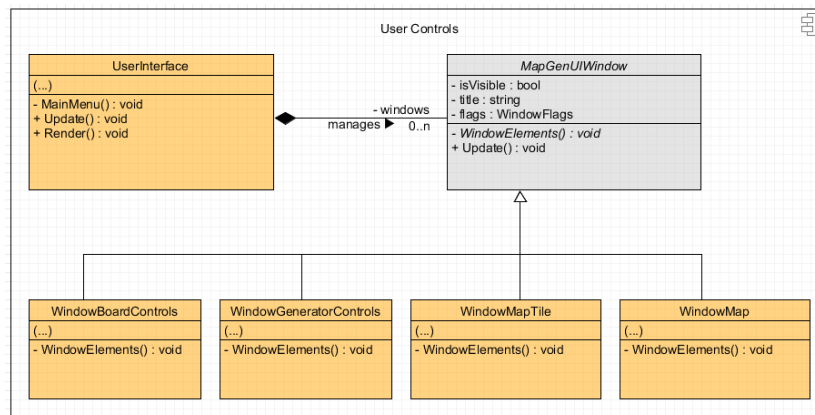 User Controls
UserInterface
(...)
- MainMenu() : void
+ Update() : void
+ Render() : void
- windows
manages
0..n
MapGenUIWindow
- isVisible : bool
- title : string
- flags : WindowFlags
- WindowElements() : void
+ Update() : void
WindowBoardControls
(...)
- WindowElements() : void
WindowGeneratorControls
(...)
- WindowElements() : void
WindowMapTile
(...)
- WindowElements() : void
WindowMap
(...)
- WindowElements() : void